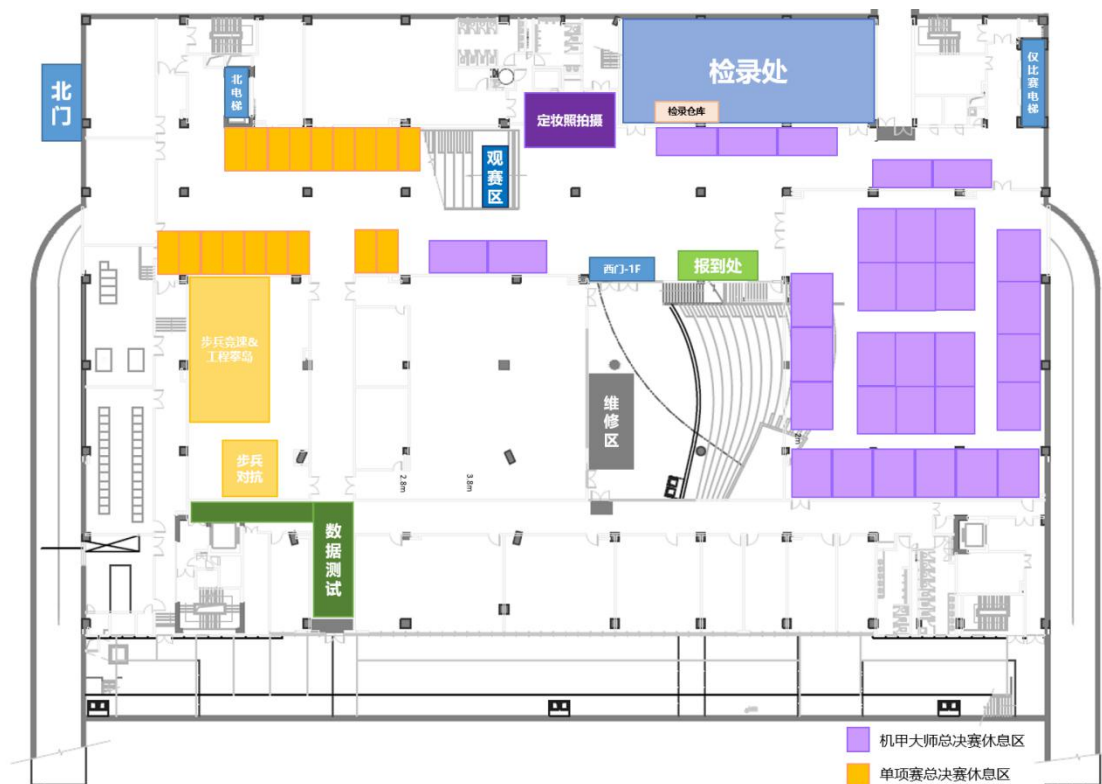 检录处
仅比赛电梯
北门
北电梯
检录仓库
定妆照拍摄
观赛区
西门-1F
报到处
步兵竞速&
工程夺岛
维修区
步兵
对抗
2.8m
3.8m
2m
数据测试
机甲大师总决赛休息区
单项赛总决赛休息区